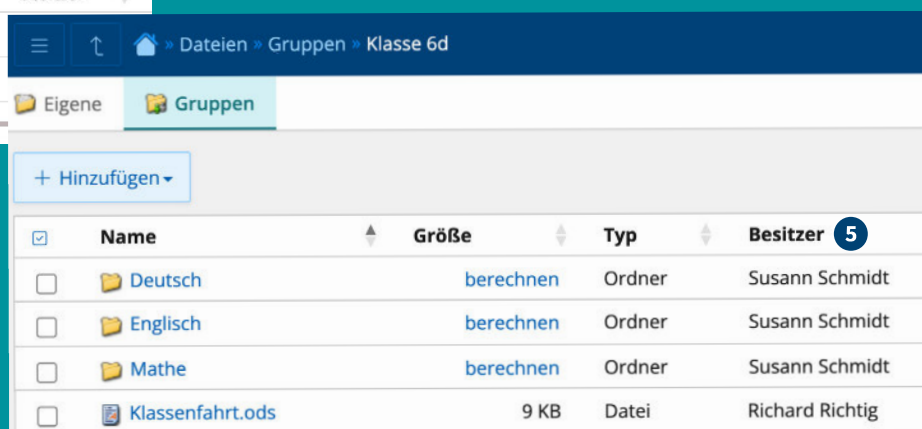 » Dateien » Gruppen » Klasse 6d
Eigene Gruppen
+ Hinzufügen
Name Größe Typ Besitzer 5
Deutsch berechnen Ordner Susann Schmidt
Englisch berechnen Ordner Susann Schmidt
Mathe berechnen Ordner Susann Schmidt
Klassenfahrt.ods 9 KB Datei Richard Richtig